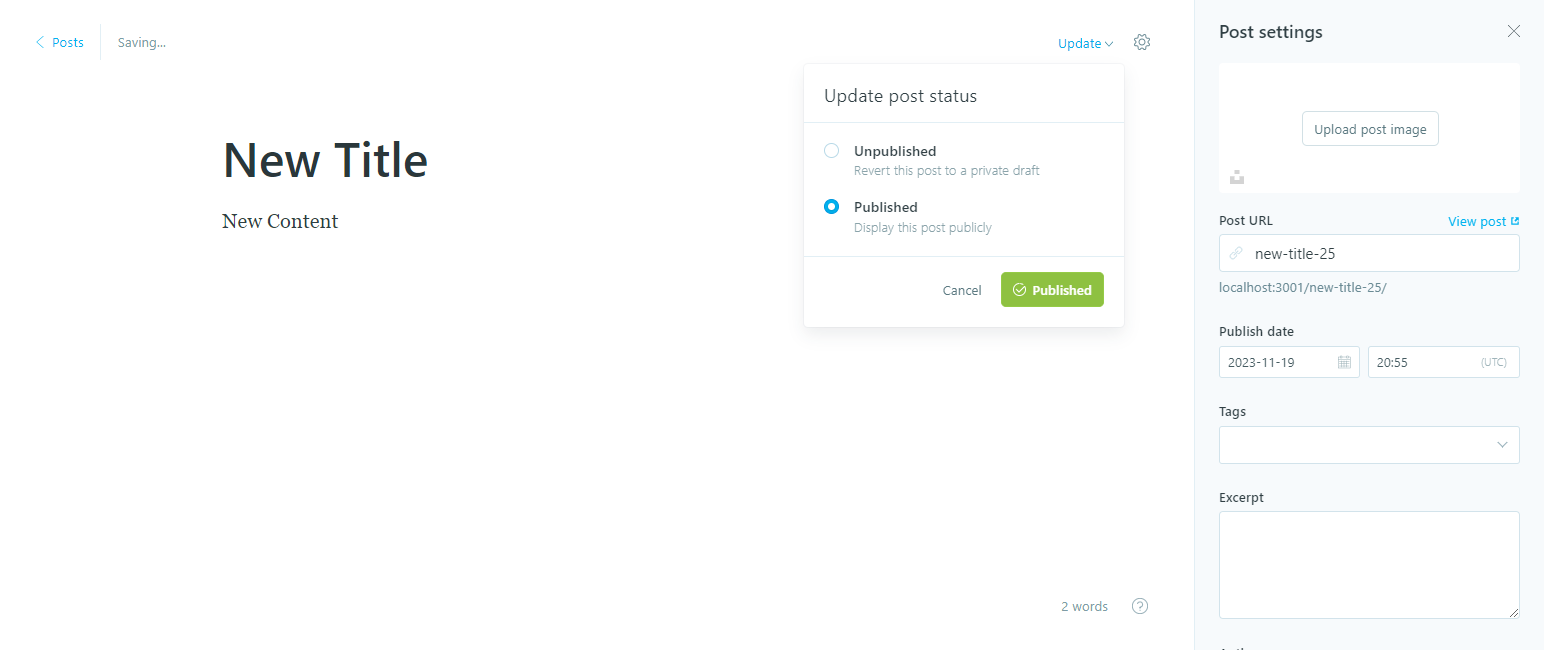 Posts
Saving...
Update
Update post status
Unpublished
Revert this post to a private draft
Published
Display this post publicly
Cancel
Published
New Title
New Content
2 words
?
Post settings
Upload post image
Post URL
View post
new-title-25
localhost:3001/new-title-25/
Publish date
2023-11-19
20:55 (UTC)
Tags
Excerpt